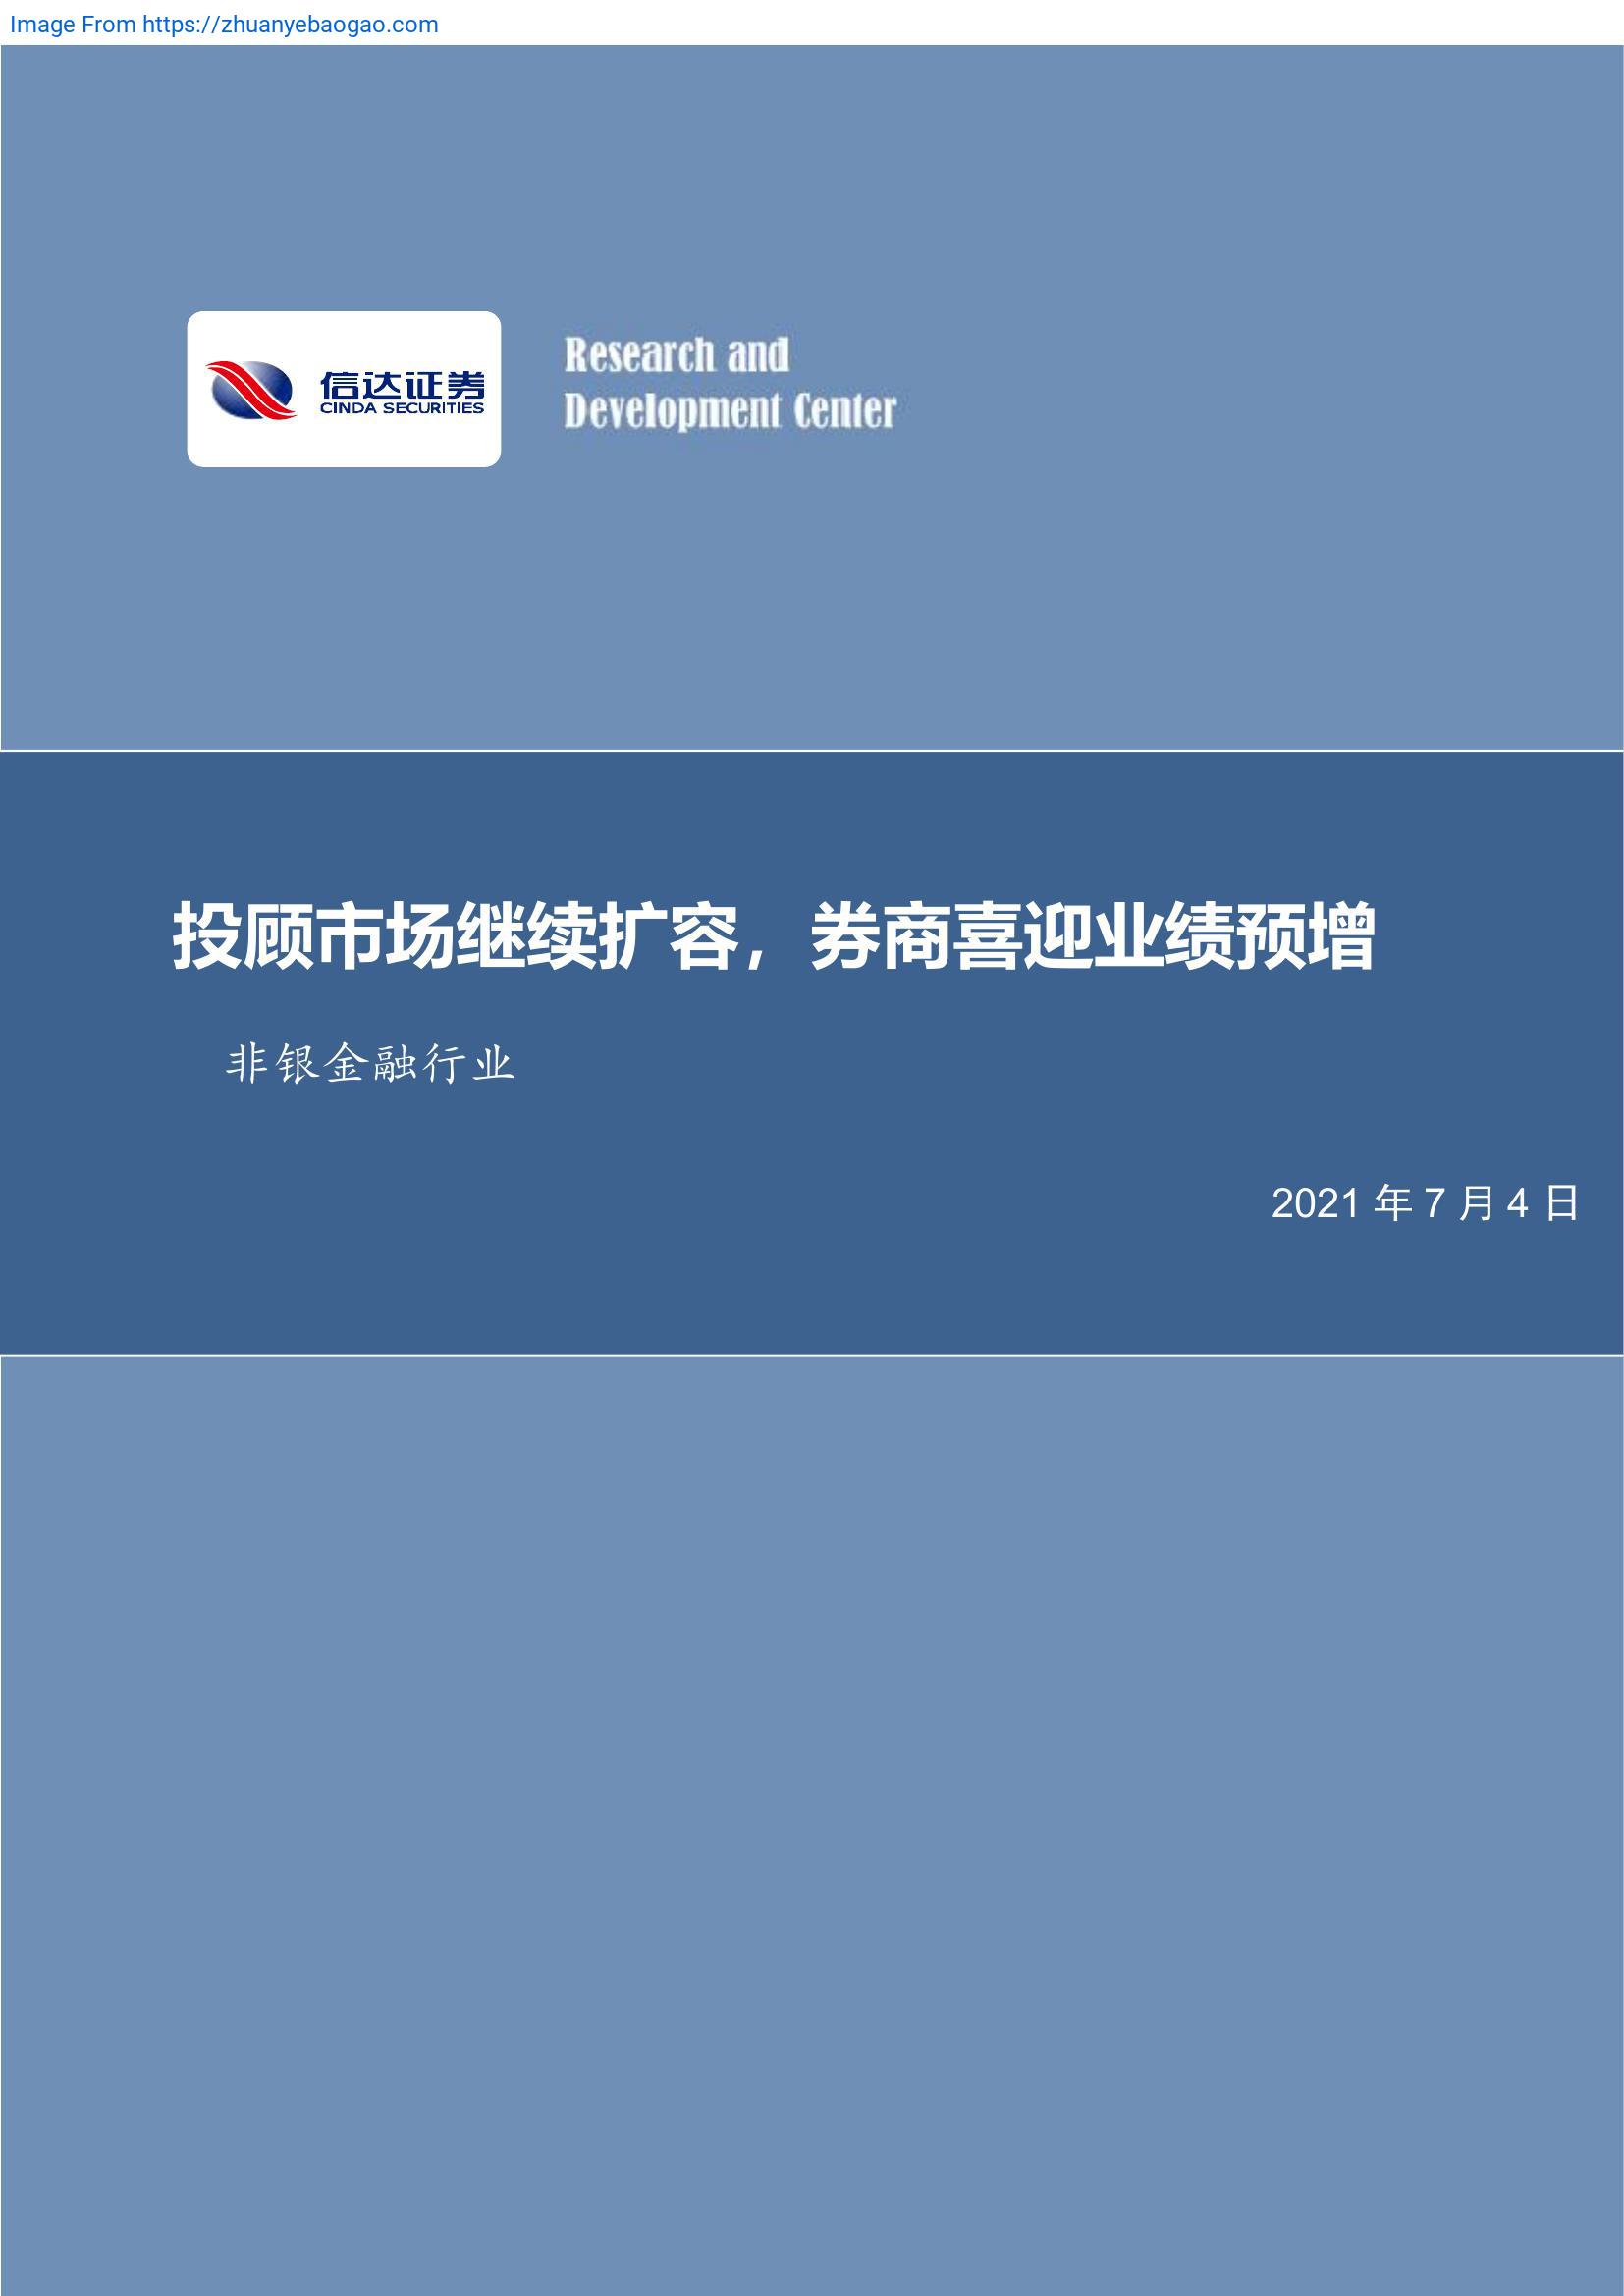 Image From https://zhuanyebaogao.com
信达证券
CINDA SECURITIES
Research and
Development Center
投顾市场继续扩容，券商喜迎业绩预增
非银金融行业
2021 年 7 月 4 日